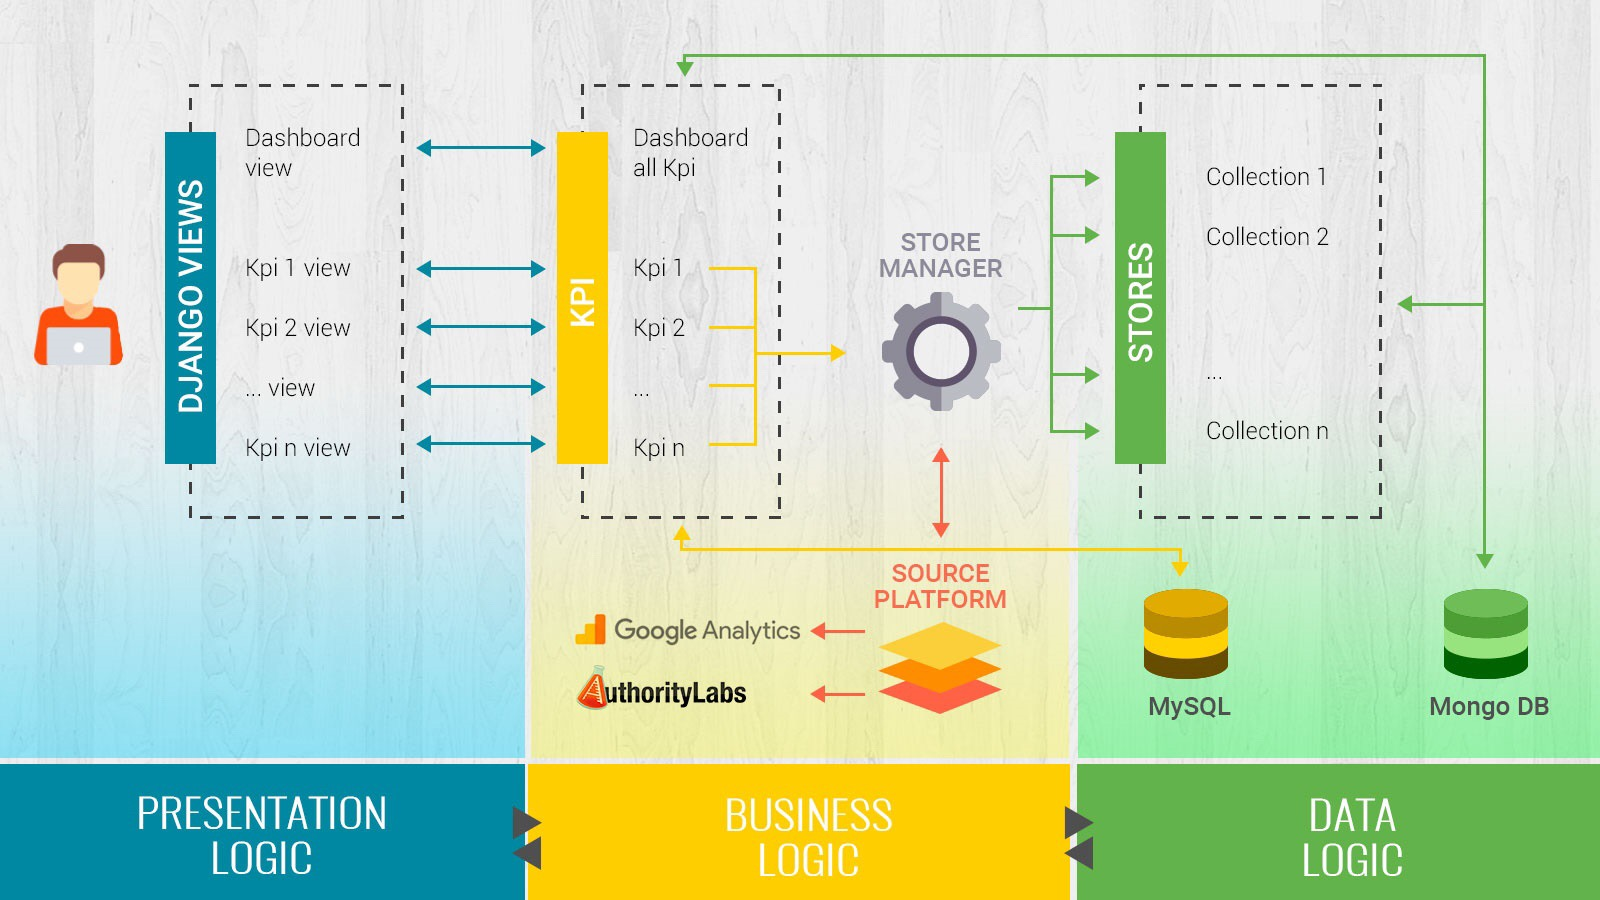 DJANGO VIEWS
Dashboard
view
Kpi 1 view
Kpi 2 view
... view
Kpi n view
KPI
Dashboard
all Kpi
Kpi 1
Kpi 2
...
Kpi n
STORE
MANAGER
STORES
Collection 1
Collection 2
...
Collection n
SOURCE
PLATFORM
Google Analytics
AuthorityLabs
MySQL
Mongo DB
PRESENTATION
LOGIC
BUSINESS
LOGIC
DATA
LOGIC